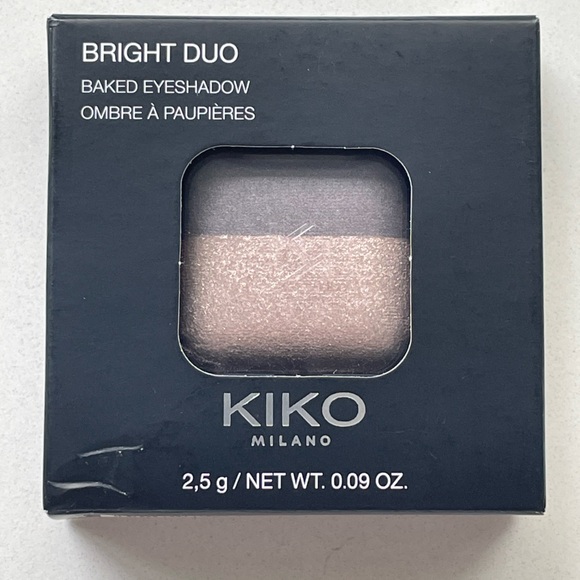 BRIGHT DUO
BAKED EYESHADOW
OMBRE À PAUPIÈRES
KIKO
MILANO
2,5 g / NET WT. 0.09 OZ.